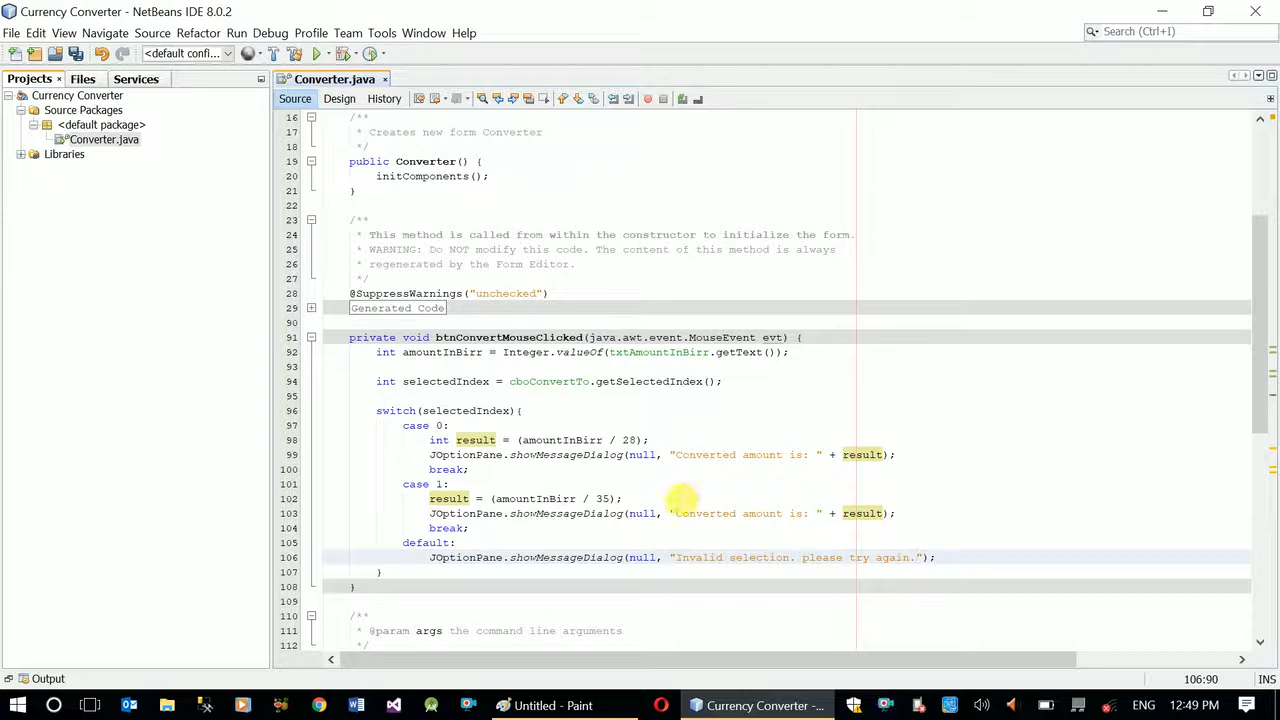 Currency Converter - NetBeans IDE 8.0.2
File Edit View Navigate Source Refactor Run Debug Profile Team Tools Window Help
Search (Ctrl+I)
<default confi...
Projects Files Services
Converter.java
Currency Converter
Source Packages
<default package>
Converter.java
Libraries
Source Design History
16 /**
17 * Creates new form Converter
18 */
19 public Converter() {
20 initComponents();
21 }
22
23 /**
24 * This method is called from within the constructor to initialize the form.
25 * WARNING: Do NOT modify this code. The content of this method is always
26 * regenerated by the Form Editor.
27 */
28 @SuppressWarnings("unchecked")
29 Generated Code
90
91 private void btnConvertMouseClicked(java.awt.event.MouseEvent evt) {
92 int amountInBirr = Integer.valueOf(txtAmountInBirr.getText());
93
94 int selectedIndex = cboConvertTo.getSelectedIndex();
95
96 switch(selectedIndex){
97 case 0:
98 int result = (amountInBirr / 28);
99 JOptionPane.showMessageDialog(null, "Converted amount is: " + result);
100 break;
101 case 1:
102 result = (amountInBirr / 35);
103 JOptionPane.showMessageDialog(null, "Converted amount is: " + result);
104 break;
105 default:
106 JOptionPane.showMessageDialog(null, "Invalid selection. please try again.");
107 }
108 }
109
110 /**
111 * @param args the command line arguments
112 */
Output
106:90 INS
Untitled - Paint
Currency Converter -...
ENG 12:49 PM